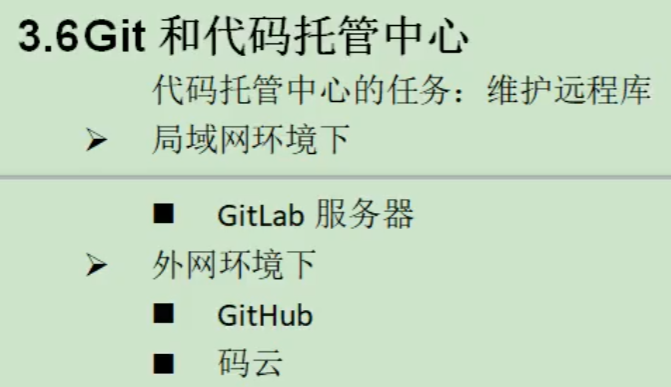 3.6Git 和代码托管中心
代码托管中心的任务：维护远程库
➢ 局域网环境下
■ GitLab 服务器
➢ 外网环境下
■ GitHub
■ 码云